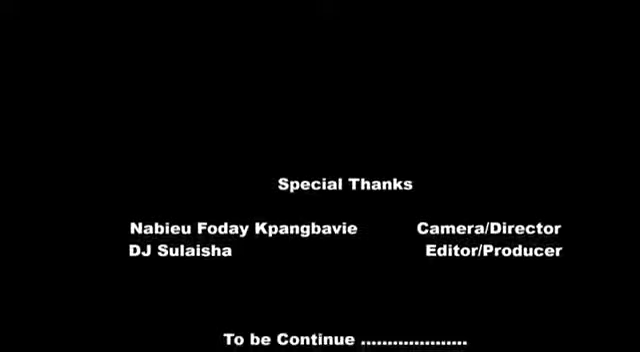 Special Thanks
Nabieu Foday Kpangbavie Camera/Director
DJ Sulaisha Editor/Producer
To be Continue ....................